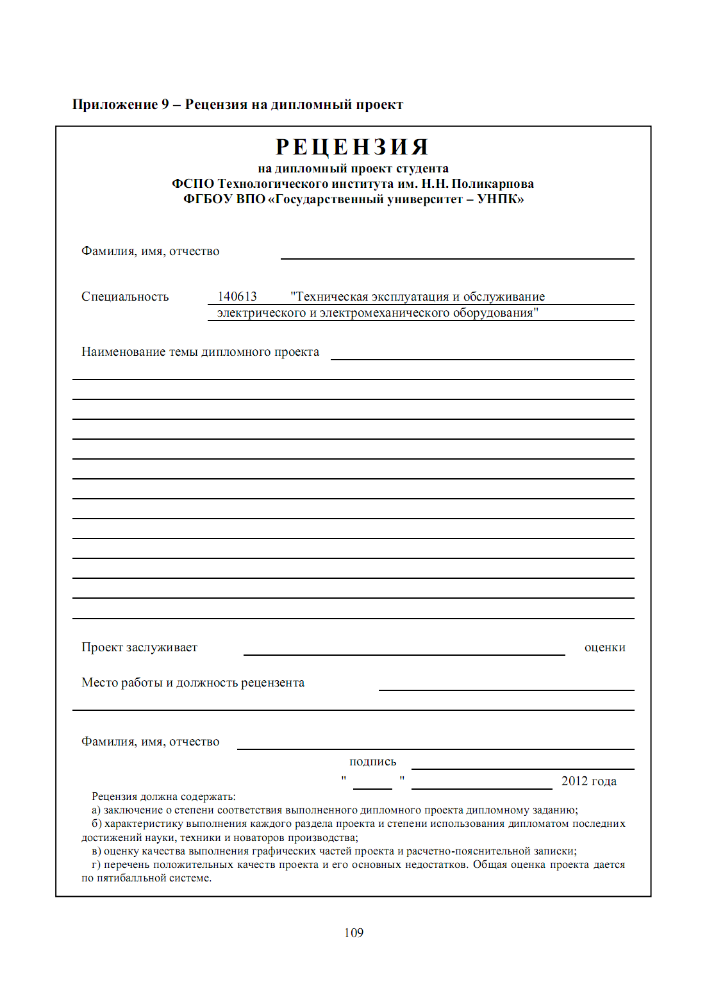 Приложение 9 – Рецензия на дипломный проект
РЕЦЕНЗИЯ
на дипломный проект студента
ФСПО Технологического института им. Н.Н. Поликарпова
ФГБОУ ВПО «Государственный университет – УНПК»
Фамилия, имя, отчество
Специальность 140613 "Техническая эксплуатация и обслуживание
электрического и электромеханического оборудования"
Наименование темы дипломного проекта
Проект заслуживает оценки
Место работы и должность рецензента
Фамилия, имя, отчество
подпись
" " 2012 года
Рецензия должна содержать:
а) заключение о степени соответствия выполненного дипломного проекта дипломному заданию;
б) характеристику выполнения каждого раздела проекта и степени использования дипломатом последних
достижений науки, техники и новаторов производства;
в) оценку качества выполнения графических частей проекта и расчетно-пояснительной записки;
г) перечень положительных качеств проекта и его основных недостатков. Общая оценка проекта дается
по пятибалльной системе.
109